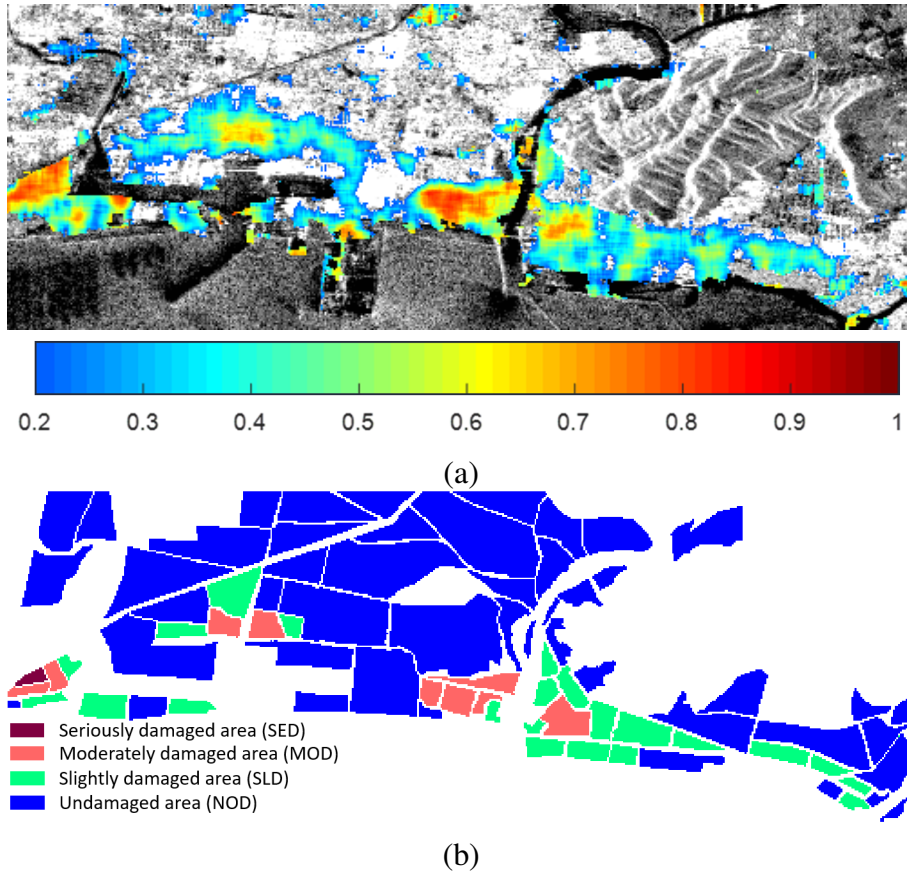 0.2 0.3 0.4 0.5 0.6 0.7 0.8 0.9 1
(a)
Seriously damaged area (SED)
Moderately damaged area (MOD)
Slightly damaged area (SLD)
Undamaged area (NOD)
(b)